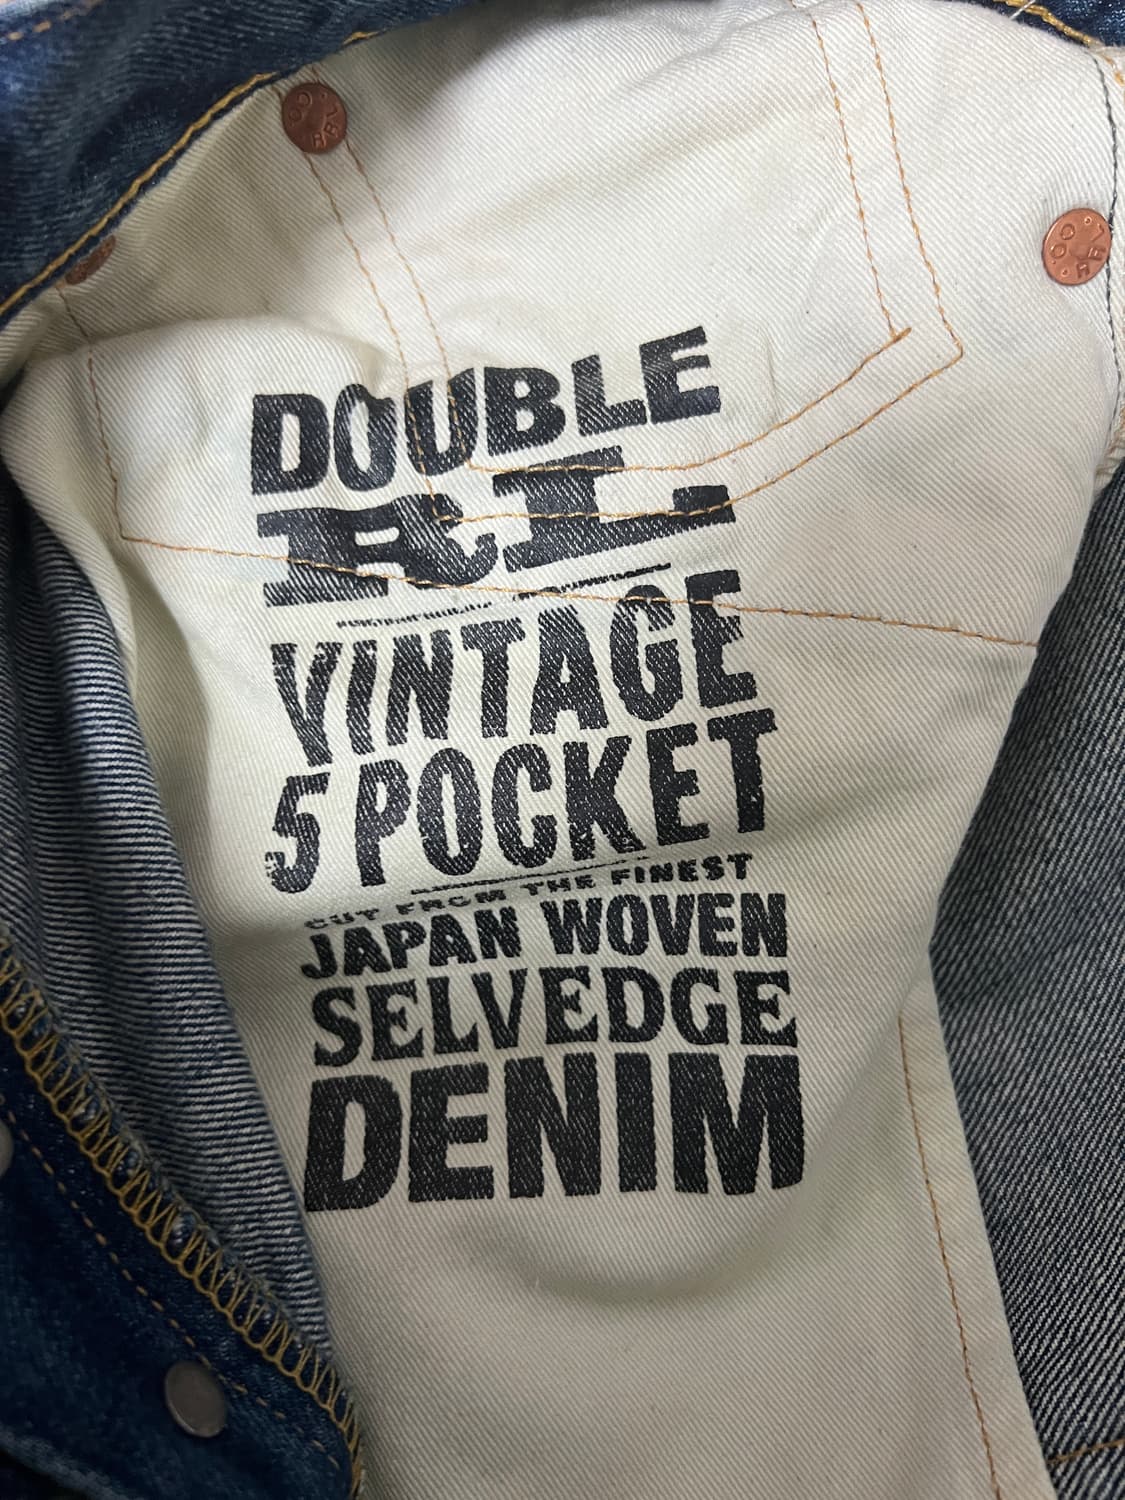 DOUBLE
RL
VINTAGE
5 POCKET
CUT FROM THE FINEST
JAPAN WOVEN
SELVEDGE
DENIM